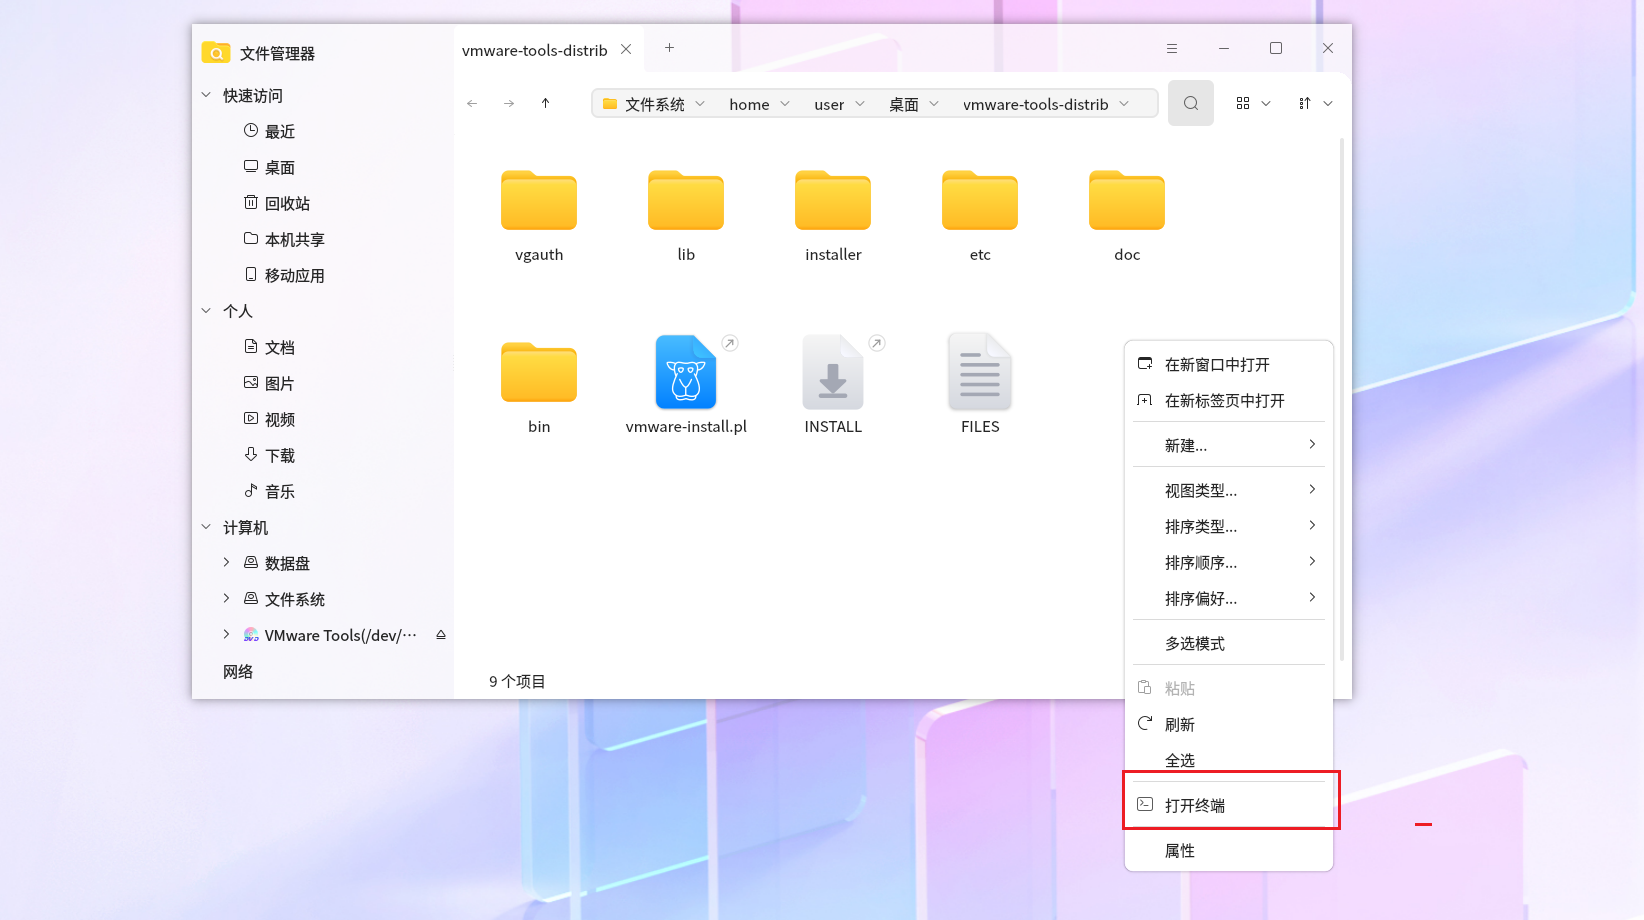 文件管理器
vmware-tools-distrib
快速访问
最近
桌面
回收站
本机共享
移动应用
个人
文档
图片
视频
下载
音乐
计算机
数据盘
文件系统
VMware Tools(/dev/···
网络
文件系统 home user 桌面 vmware-tools-distrib
vgauth lib installer etc doc
bin vmware-install.pl INSTALL FILES
9 个项目
在新窗口中打开
在新标签页中打开
新建...
视图类型...
排序类型...
排序顺序...
排序偏好...
多选模式
粘贴
刷新
全选
打开终端
属性